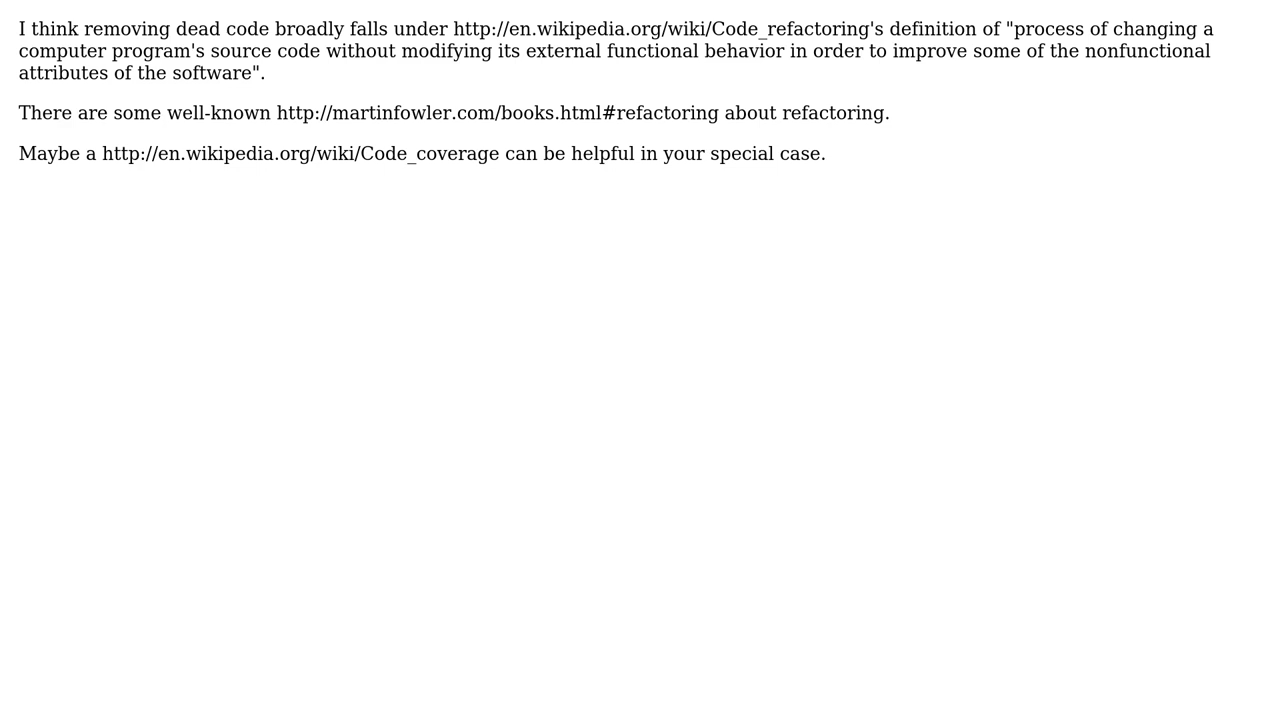 I think removing dead code broadly falls under http://en.wikipedia.org/wiki/Code_refactoring's definition of "process of changing a
computer program's source code without modifying its external functional behavior in order to improve some of the nonfunctional
attributes of the software".
There are some well-known http://martinfowler.com/books.html#refactoring about refactoring.
Maybe a http://en.wikipedia.org/wiki/Code_coverage can be helpful in your special case.